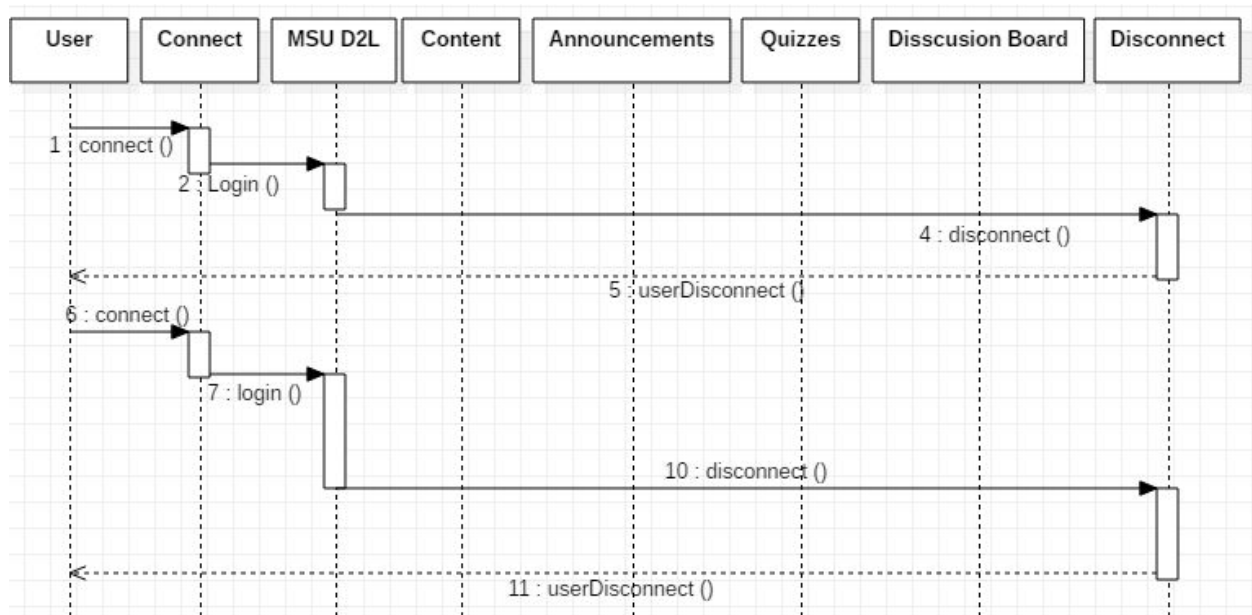 User
Connect
MSU D2L
Content
Announcements
Quizzes
Disscusion Board
Disconnect
1 : connect ()
2 : Login ()
4 : disconnect ()
5 : userDisconnect ()
6 : connect ()
7 : login ()
10 : disconnect ()
11 : userDisconnect ()